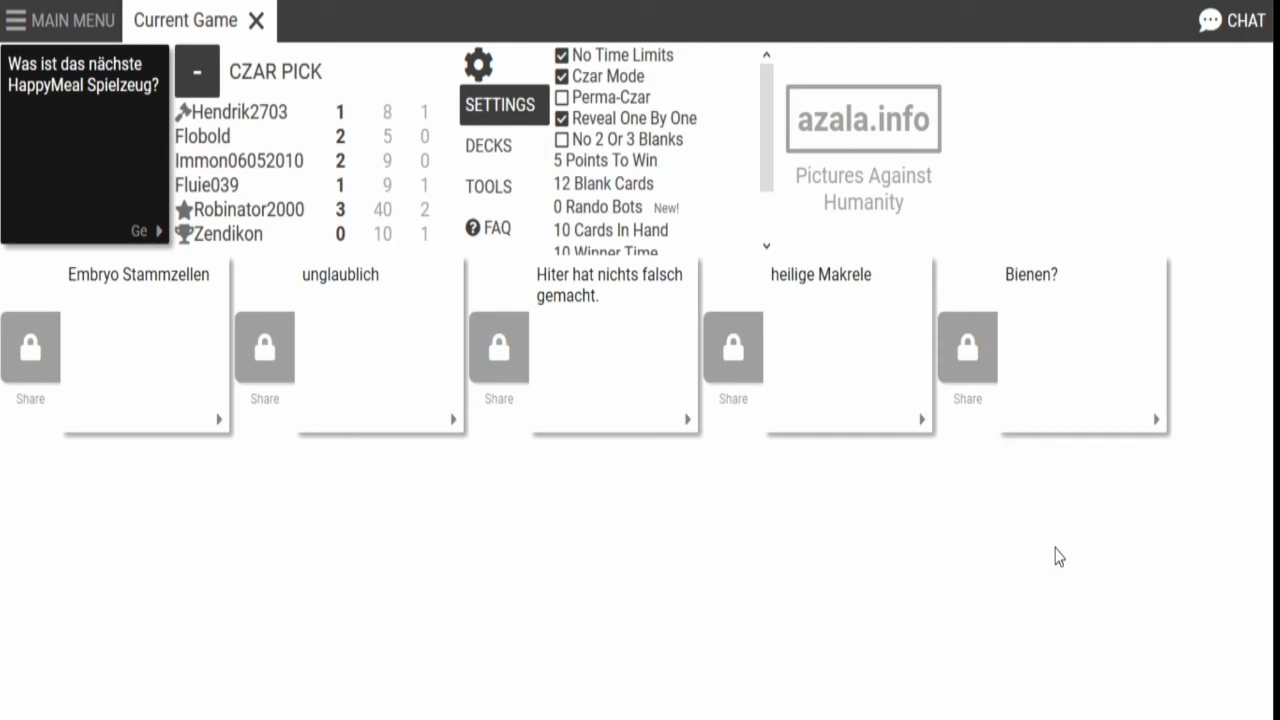 MAIN MENU
Current Game
CHAT
Was ist das nächste
HappyMeal Spielzeug?
Ge
-
CZAR PICK
Hendrik2703 1 8 1
Flobold 2 5 0
Immon06052010 2 9 0
Fluie039 1 9 1
Robinator2000 3 40 2
Zendikon 0 10 1
SETTINGS
DECKS
TOOLS
FAQ
No Time Limits
Czar Mode
Perma-Czar
Reveal One By One
No 2 Or 3 Blanks
5 Points To Win
12 Blank Cards
0 Rando Bots New!
10 Cards In Hand
10 Winner Time
azala.info
Pictures Against
Humanity
Embryo Stammzellen
Share
unglaublich
Share
Hiter hat nichts falsch
gemacht.
Share
heilige Makrele
Share
Bienen?
Share